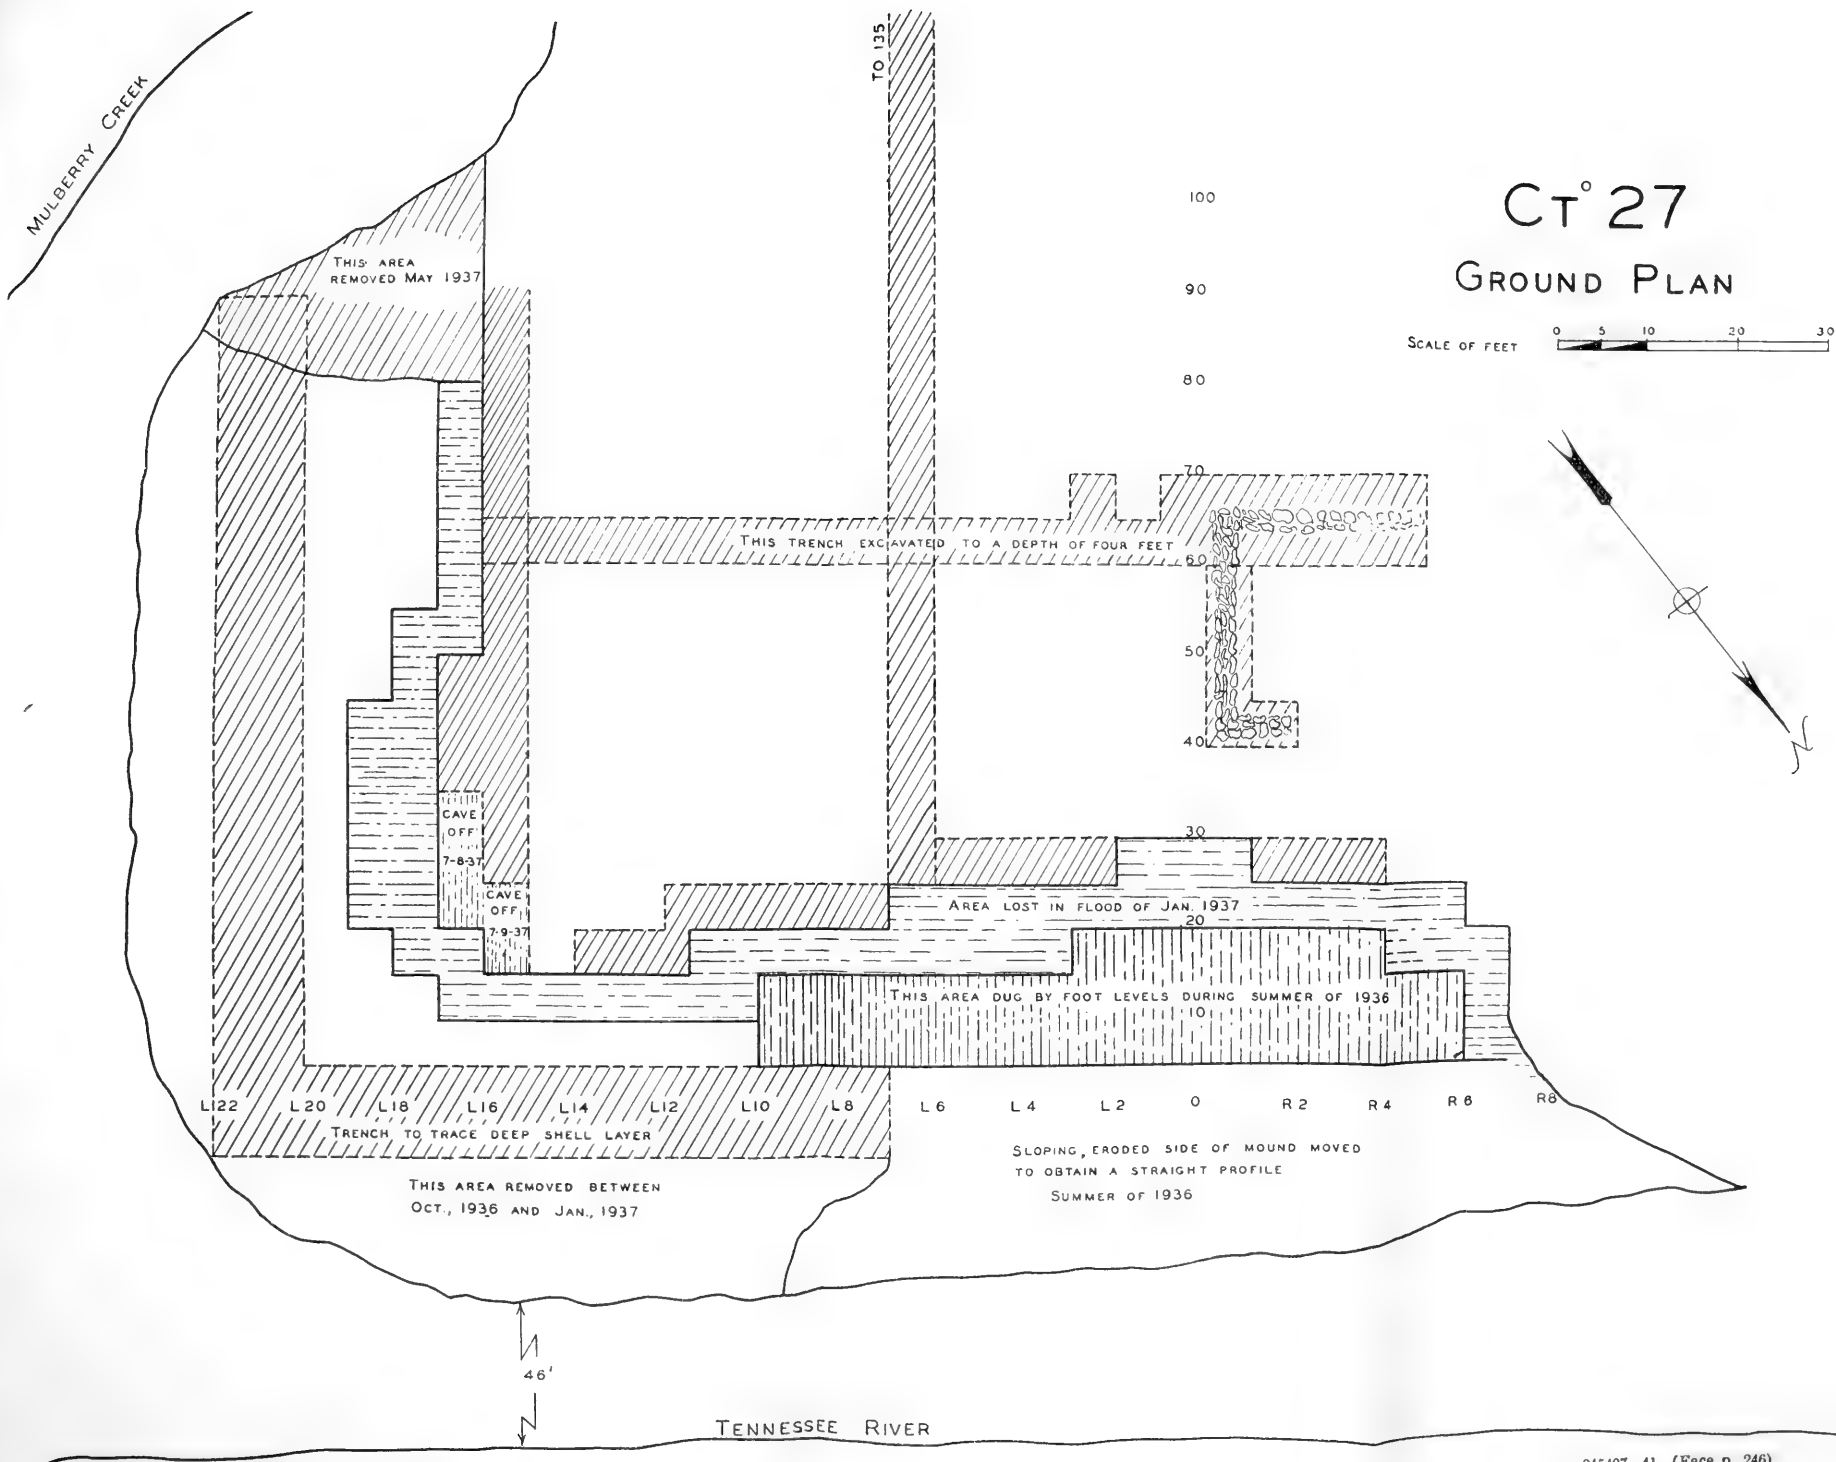 MULBERRY CREEK
TO 135
CT° 27
GROUND PLAN
SCALE OF FEET
0 5 10 20 30
100
90
80
70
60
50
40
30
20
10
THIS AREA
REMOVED MAY 1937
THIS TRENCH EXCAVATED TO A DEPTH OF FOUR FEET
N
CAVE
OFF
7-8-37
CAVE
OFF
7-9-37
AREA LOST IN FLOOD OF JAN. 1937
THIS AREA DUG BY FOOT LEVELS DURING SUMMER OF 1936
L22 L20 L18 L16 L14 L12 L10 L8 L6 L4 L2 0 R2 R4 R6 R8
TRENCH TO TRACE DEEP SHELL LAYER
SLOPING, ERODED SIDE OF MOUND MOVED
TO OBTAIN A STRAIGHT PROFILE
SUMMER OF 1936
THIS AREA REMOVED BETWEEN
OCT., 1936 AND JAN., 1937
46'
TENNESSEE RIVER
(Face p. 246)